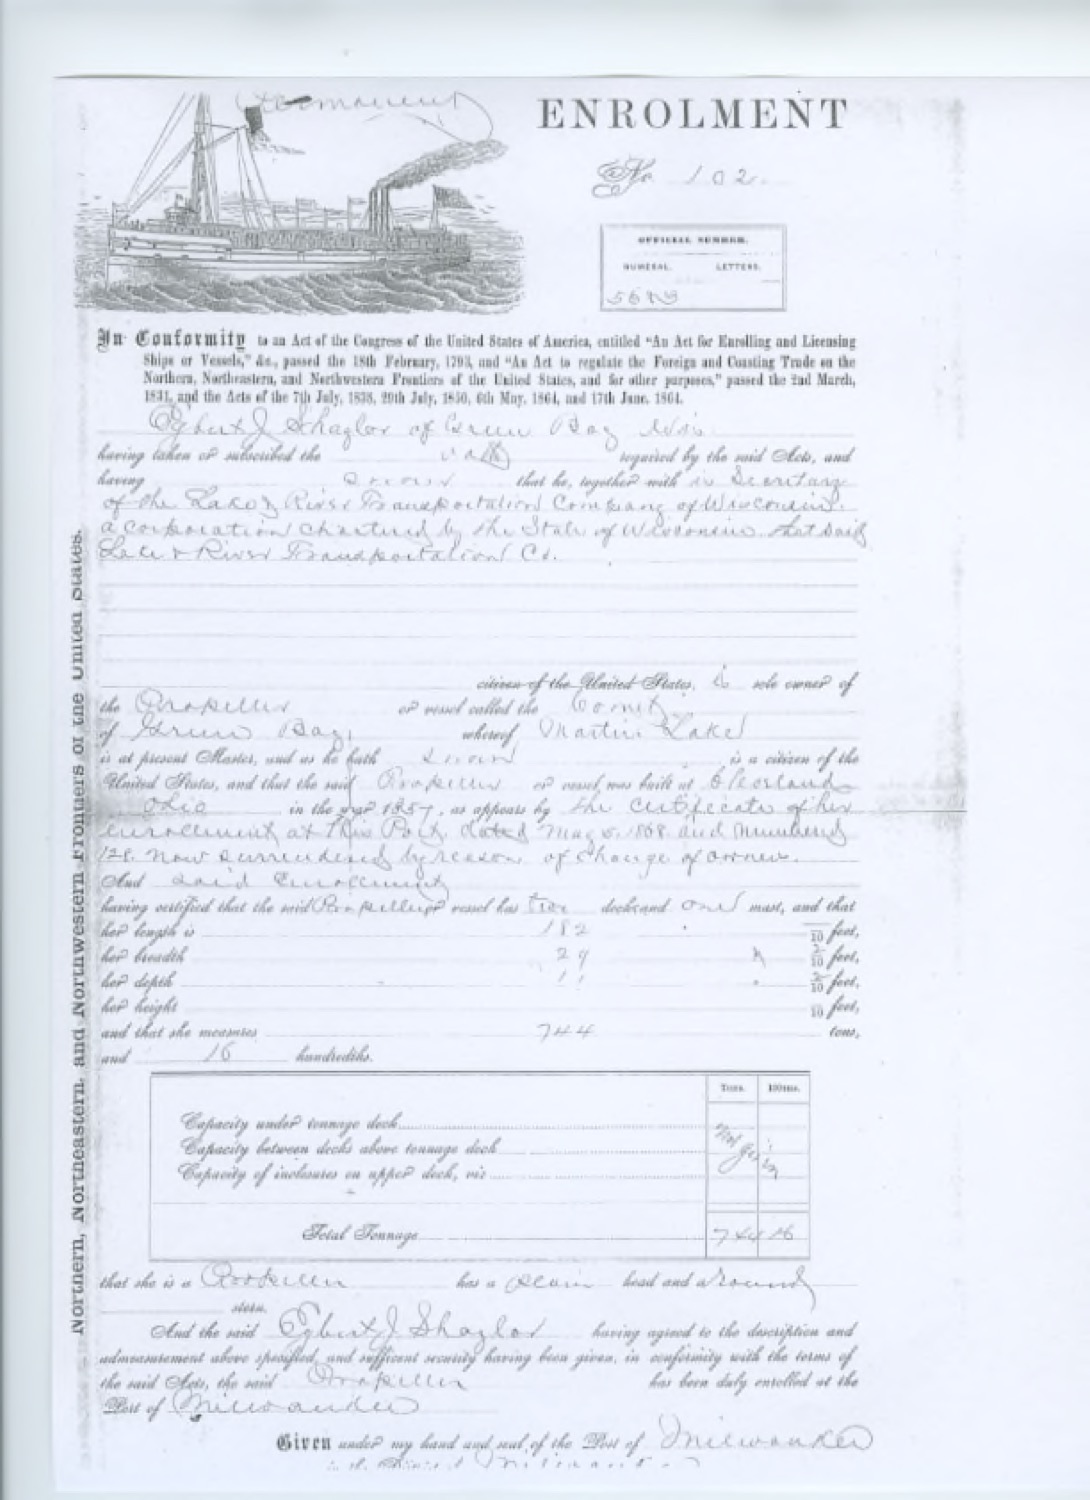 Permanent
ENROLMENT
No. 102.
OFFICIAL NUMBER.
NUMERAL. LETTERS.
In Conformity to an Act of the Congress of the United States of America, entitled "An Act for Enrolling and Licensing
Ships or Vessels," &c., passed the 18th February, 1793, and "An Act to regulate the Foreign and Coasting Trade on the
Northern, Northeastern, and Northwestern Frontiers of the United States, and for other purposes," passed the 2nd March,
1831, and the Acts of the 7th July, 1838, 20th July, 1850, 6th May, 1864, and 17th June, 1864.
Egbert J of Green Bay Wis.
having taken or subscribed the oath required by the said Acts, and
having sworn that he, together with is Secretary
of the Lake & River Transportation Company of Wisconsin.
a corporation chartered by the State of Wisconsin. that said
Lake & River Transportation Co.
citizen of the United States, is sole owner of
the Propeller or vessel called the Comet
of Green Bay, whereof Martin Lake
is at present Master, and as he hath sworn is a citizen of the
United States, and that the said Propeller or vessel was built at Cleveland
Ohio in the year 1857, as appears by the certificate of her
enrollment at this Port, dated May 6, 1868 and numbered
128. now surrendered by reason of change of owners.
And said Enrollment
having certified that the said Propeller or vessel has two decks and one mast, and that
her length is 182 10 feet,
her breadth 29 2/10 feet,
her depth 11 2/10 feet,
her height 10 feet,
and that she measures 744 tons,
and 16 hundredths.
Tons. 100ths.
Capacity under tonnage deck
Capacity between decks above tonnage deck
Capacity of inclosures on upper deck, viz
Total Tonnage 744 16
that she is a Propeller has a plain head and a round
stern.
And the said Egbert J having agreed to the description and
admeasurement above specified, and sufficient security having been given, in conformity with the terms of
the said Acts, the said Propeller has been duly enrolled at the
Port of Milwaukee
Given under my hand and seal, of the Port of Milwaukee
Northern, Northeastern, and Northwestern Frontiers of the United States.